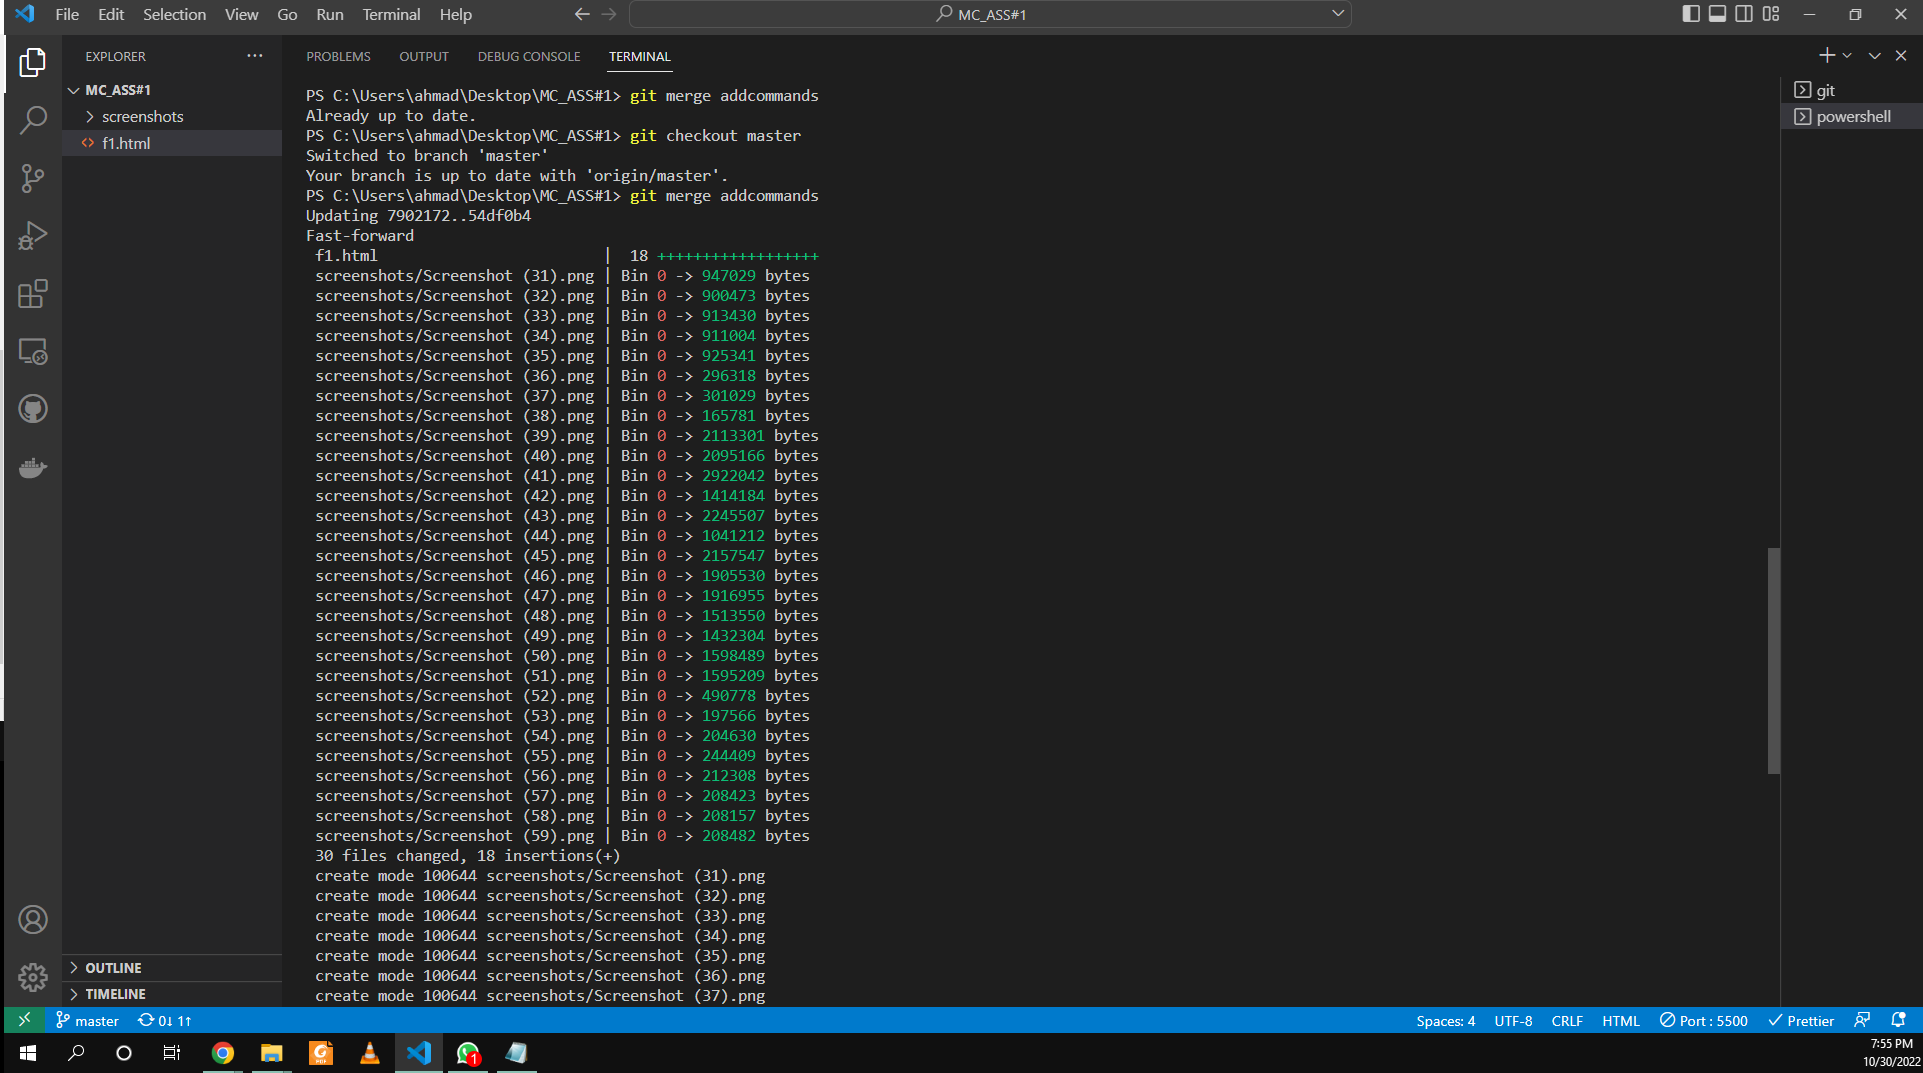 File Edit Selection View Go Run Terminal Help
MC_ASS#1
EXPLORER
MC_ASS#1
screenshots
f1.html
OUTLINE
TIMELINE
PROBLEMS OUTPUT DEBUG CONSOLE TERMINAL
PS C:\Users\ahmad\Desktop\MC_ASS#1> git merge addcommands
Already up to date.
PS C:\Users\ahmad\Desktop\MC_ASS#1> git checkout master
Switched to branch 'master'
Your branch is up to date with 'origin/master'.
PS C:\Users\ahmad\Desktop\MC_ASS#1> git merge addcommands
Updating 7902172..54df0b4
Fast-forward
f1.html | 18 ++++++++++++++++++
screenshots/Screenshot (31).png | Bin 0 -> 947029 bytes
screenshots/Screenshot (32).png | Bin 0 -> 900473 bytes
screenshots/Screenshot (33).png | Bin 0 -> 913430 bytes
screenshots/Screenshot (34).png | Bin 0 -> 911004 bytes
screenshots/Screenshot (35).png | Bin 0 -> 925341 bytes
screenshots/Screenshot (36).png | Bin 0 -> 296318 bytes
screenshots/Screenshot (37).png | Bin 0 -> 301029 bytes
screenshots/Screenshot (38).png | Bin 0 -> 165781 bytes
screenshots/Screenshot (39).png | Bin 0 -> 2113301 bytes
screenshots/Screenshot (40).png | Bin 0 -> 2095166 bytes
screenshots/Screenshot (41).png | Bin 0 -> 2922042 bytes
screenshots/Screenshot (42).png | Bin 0 -> 1414184 bytes
screenshots/Screenshot (43).png | Bin 0 -> 2245507 bytes
screenshots/Screenshot (44).png | Bin 0 -> 1041212 bytes
screenshots/Screenshot (45).png | Bin 0 -> 2157547 bytes
screenshots/Screenshot (46).png | Bin 0 -> 1905530 bytes
screenshots/Screenshot (47).png | Bin 0 -> 1916955 bytes
screenshots/Screenshot (48).png | Bin 0 -> 1513550 bytes
screenshots/Screenshot (49).png | Bin 0 -> 1432304 bytes
screenshots/Screenshot (50).png | Bin 0 -> 1598489 bytes
screenshots/Screenshot (51).png | Bin 0 -> 1595209 bytes
screenshots/Screenshot (52).png | Bin 0 -> 490778 bytes
screenshots/Screenshot (53).png | Bin 0 -> 197566 bytes
screenshots/Screenshot (54).png | Bin 0 -> 204630 bytes
screenshots/Screenshot (55).png | Bin 0 -> 244409 bytes
screenshots/Screenshot (56).png | Bin 0 -> 212308 bytes
screenshots/Screenshot (57).png | Bin 0 -> 208423 bytes
screenshots/Screenshot (58).png | Bin 0 -> 208157 bytes
screenshots/Screenshot (59).png | Bin 0 -> 208482 bytes
30 files changed, 18 insertions(+)
create mode 100644 screenshots/Screenshot (31).png
create mode 100644 screenshots/Screenshot (32).png
create mode 100644 screenshots/Screenshot (33).png
create mode 100644 screenshots/Screenshot (34).png
create mode 100644 screenshots/Screenshot (35).png
create mode 100644 screenshots/Screenshot (36).png
create mode 100644 screenshots/Screenshot (37).png
git
powershell
master 0↓ 1↑
Spaces: 4 UTF-8 CRLF HTML Port : 5500 Prettier
1
7:55 PM
10/30/2022